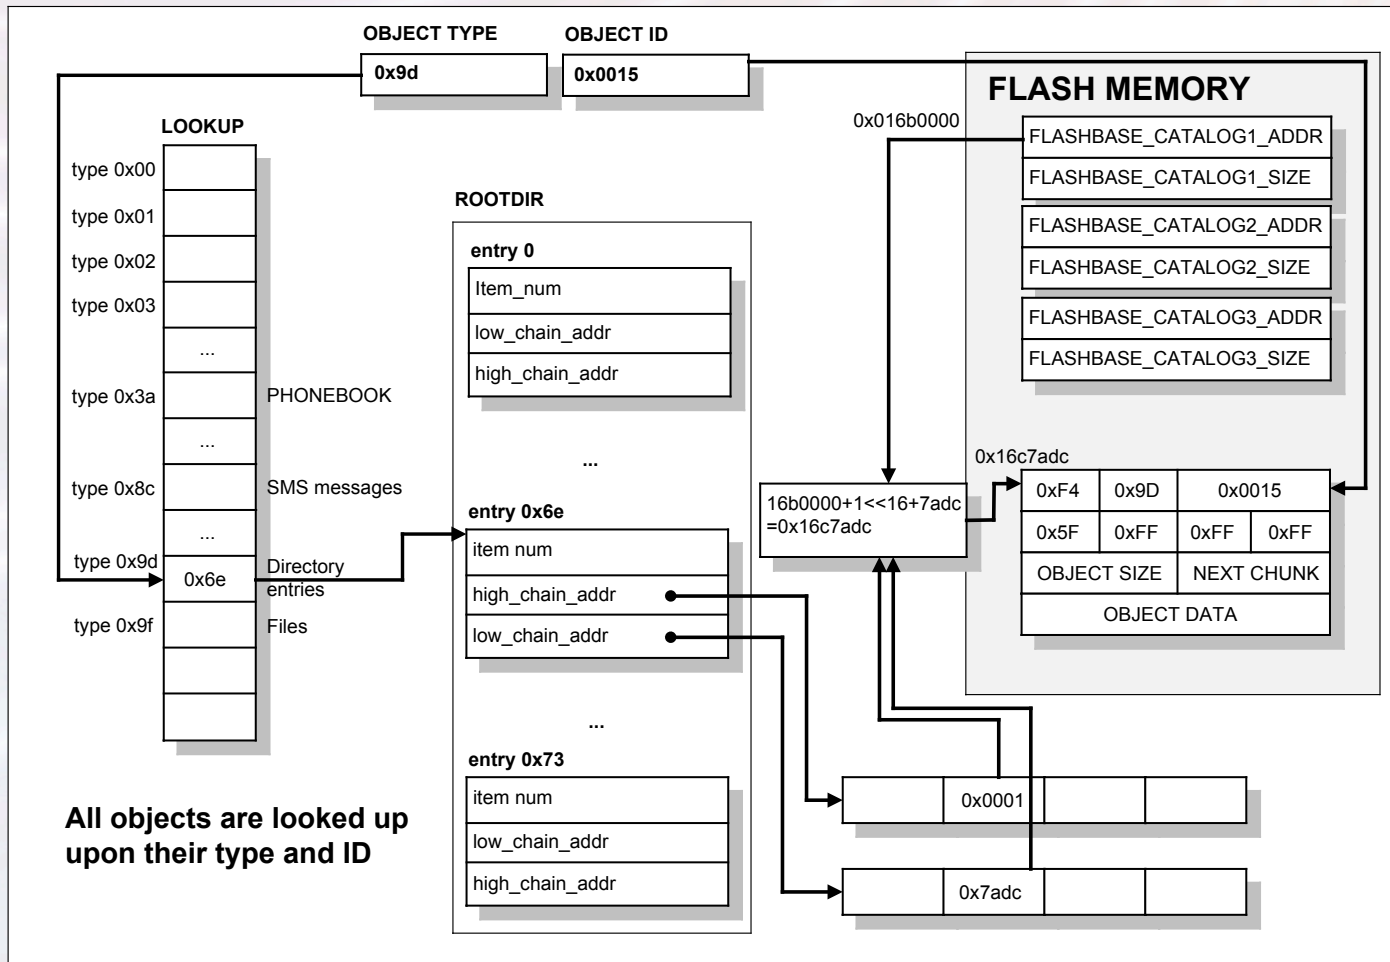 OBJECT TYPE
OBJECT ID
0x9d
0x0015
FLASH MEMORY
0x016b0000
FLASHBASE_CATALOG1_ADDR
FLASHBASE_CATALOG1_SIZE
FLASHBASE_CATALOG2_ADDR
FLASHBASE_CATALOG2_SIZE
FLASHBASE_CATALOG3_ADDR
FLASHBASE_CATALOG3_SIZE
LOOKUP
type 0x00
type 0x01
type 0x02
type 0x03
...
type 0x3a
PHONEBOOK
...
type 0x8c
SMS messages
...
type 0x9d
0x6e
Directory
entries
type 0x9f
Files
ROOTDIR
entry 0
Item_num
low_chain_addr
high_chain_addr
...
entry 0x6e
item num
high_chain_addr
low_chain_addr
...
entry 0x73
item num
low_chain_addr
high_chain_addr
16b0000+1<<16+7adc
=0x16c7adc
0x16c7adc
0xF4 0x9D 0x0015
0x5F 0xFF 0xFF 0xFF
OBJECT SIZE NEXT CHUNK
OBJECT DATA
0x0001
0x7adc
All objects are looked up
upon their type and ID